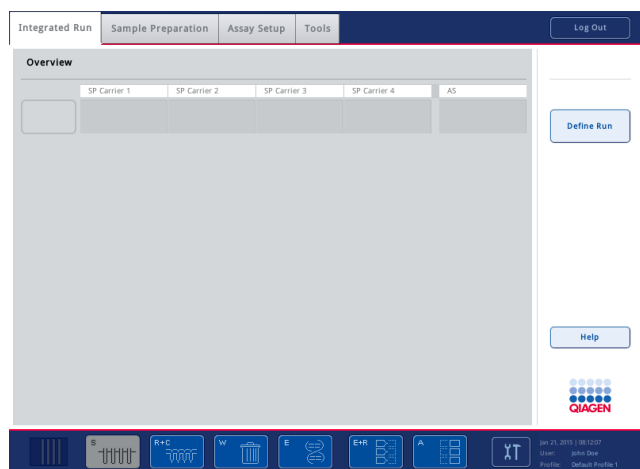 Integrated Run Sample Preparation Assay Setup Tools Log Out
Overview
SP Carrier 1 SP Carrier 2 SP Carrier 3 SP Carrier 4 AS
Define Run
Help
QIAGEN
S R+C W E E+R A
Jan 21, 2015 | 08:12:07
User: John Doe
Profile: Default Profile 1